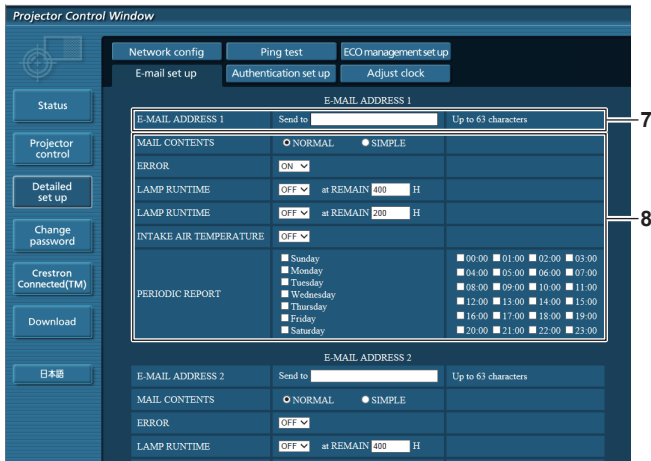 Projector Control Window
Network config Ping test ECO management set up
E-mail set up Authentication set up Adjust clock
Status
Projector control
Detailed set up
Change password
Crestron Connected(TM)
Download
日本語
E-MAIL ADDRESS 1
E-MAIL ADDRESS 1 Send to Up to 63 characters
7
MAIL CONTENTS NORMAL SIMPLE
ERROR ON
LAMP RUNTIME OFF at REMAIN 400 H
LAMP RUNTIME OFF at REMAIN 200 H
8
INTAKE AIR TEMPERATURE OFF
PERIODIC REPORT
Sunday 00:00 01:00 02:00 03:00
Monday 04:00 05:00 06:00 07:00
Tuesday 08:00 09:00 10:00 11:00
Wednesday
Thursday 12:00 13:00 14:00 15:00
Friday 16:00 17:00 18:00 19:00
Saturday 20:00 21:00 22:00 23:00
E-MAIL ADDRESS 2
E-MAIL ADDRESS 2 Send to Up to 63 characters
MAIL CONTENTS NORMAL SIMPLE
ERROR OFF
LAMP RUNTIME OFF at REMAIN 400 H